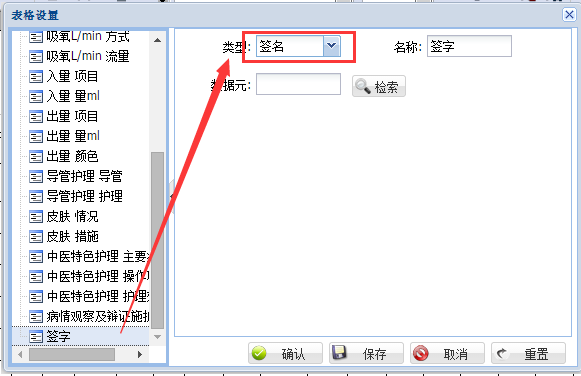 表格设置
吸氧L/min 方式
吸氧L/min 流量
入量 项目
入量 量ml
出量 项目
出量 量ml
出量 颜色
导管护理 导管
导管护理 护理
皮肤 情况
皮肤 措施
中医特色护理 主要
中医特色护理 操作
中医特色护理 护理
病情观察及辩证施
签字
类型: 签名
名称: 签字
数据元:
检索
确认
保存
取消
重置